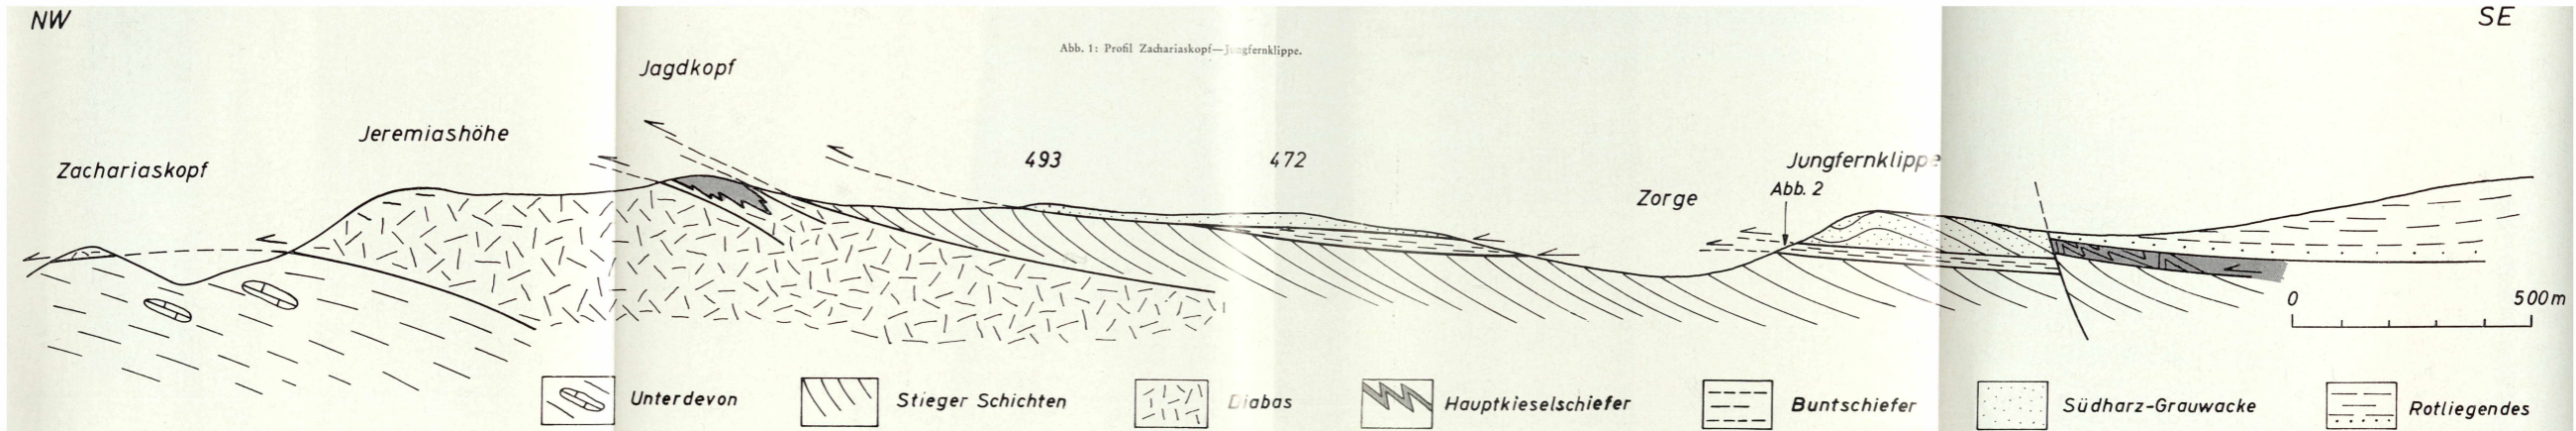 NW
SE
Abb. 1: Profil Zachariaskopf—Jungfernklippe.
Jagdkopf
Jeremiashöhe
Zachariaskopf
493
472
Jungfernklippe
Zorge
Abb. 2
0
500m
Unterdevon
Stieger Schichten
Diabas
Hauptkieselschiefer
Buntschiefer
Südharz-Grauwacke
Rotliegendes